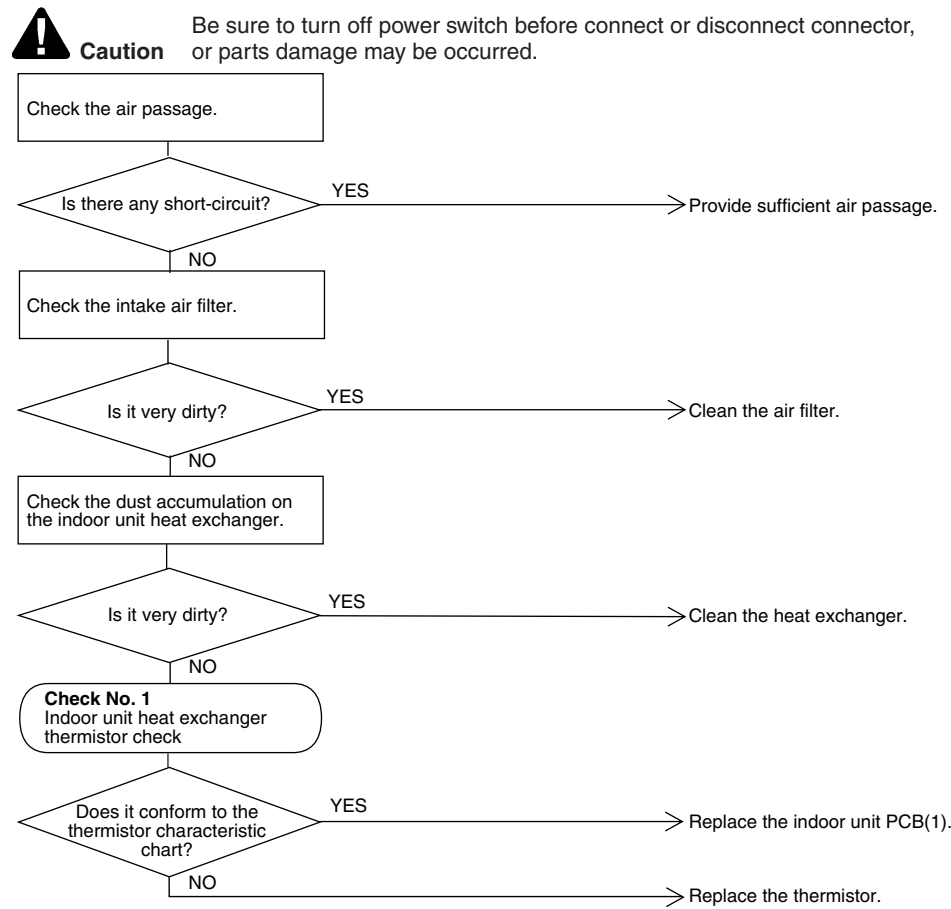 Be sure to turn off power switch before connect or disconnect connector,
Caution or parts damage may be occurred.
Check the air passage.
Is there any short-circuit?
YES
Provide sufficient air passage.
NO
Check the intake air filter.
Is it very dirty?
YES
Clean the air filter.
NO
Check the dust accumulation on
the indoor unit heat exchanger.
Is it very dirty?
YES
Clean the heat exchanger.
NO
Check No. 1
Indoor unit heat exchanger
thermistor check
Does it conform to the
thermistor characteristic
chart?
YES
Replace the indoor unit PCB(1).
NO
Replace the thermistor.